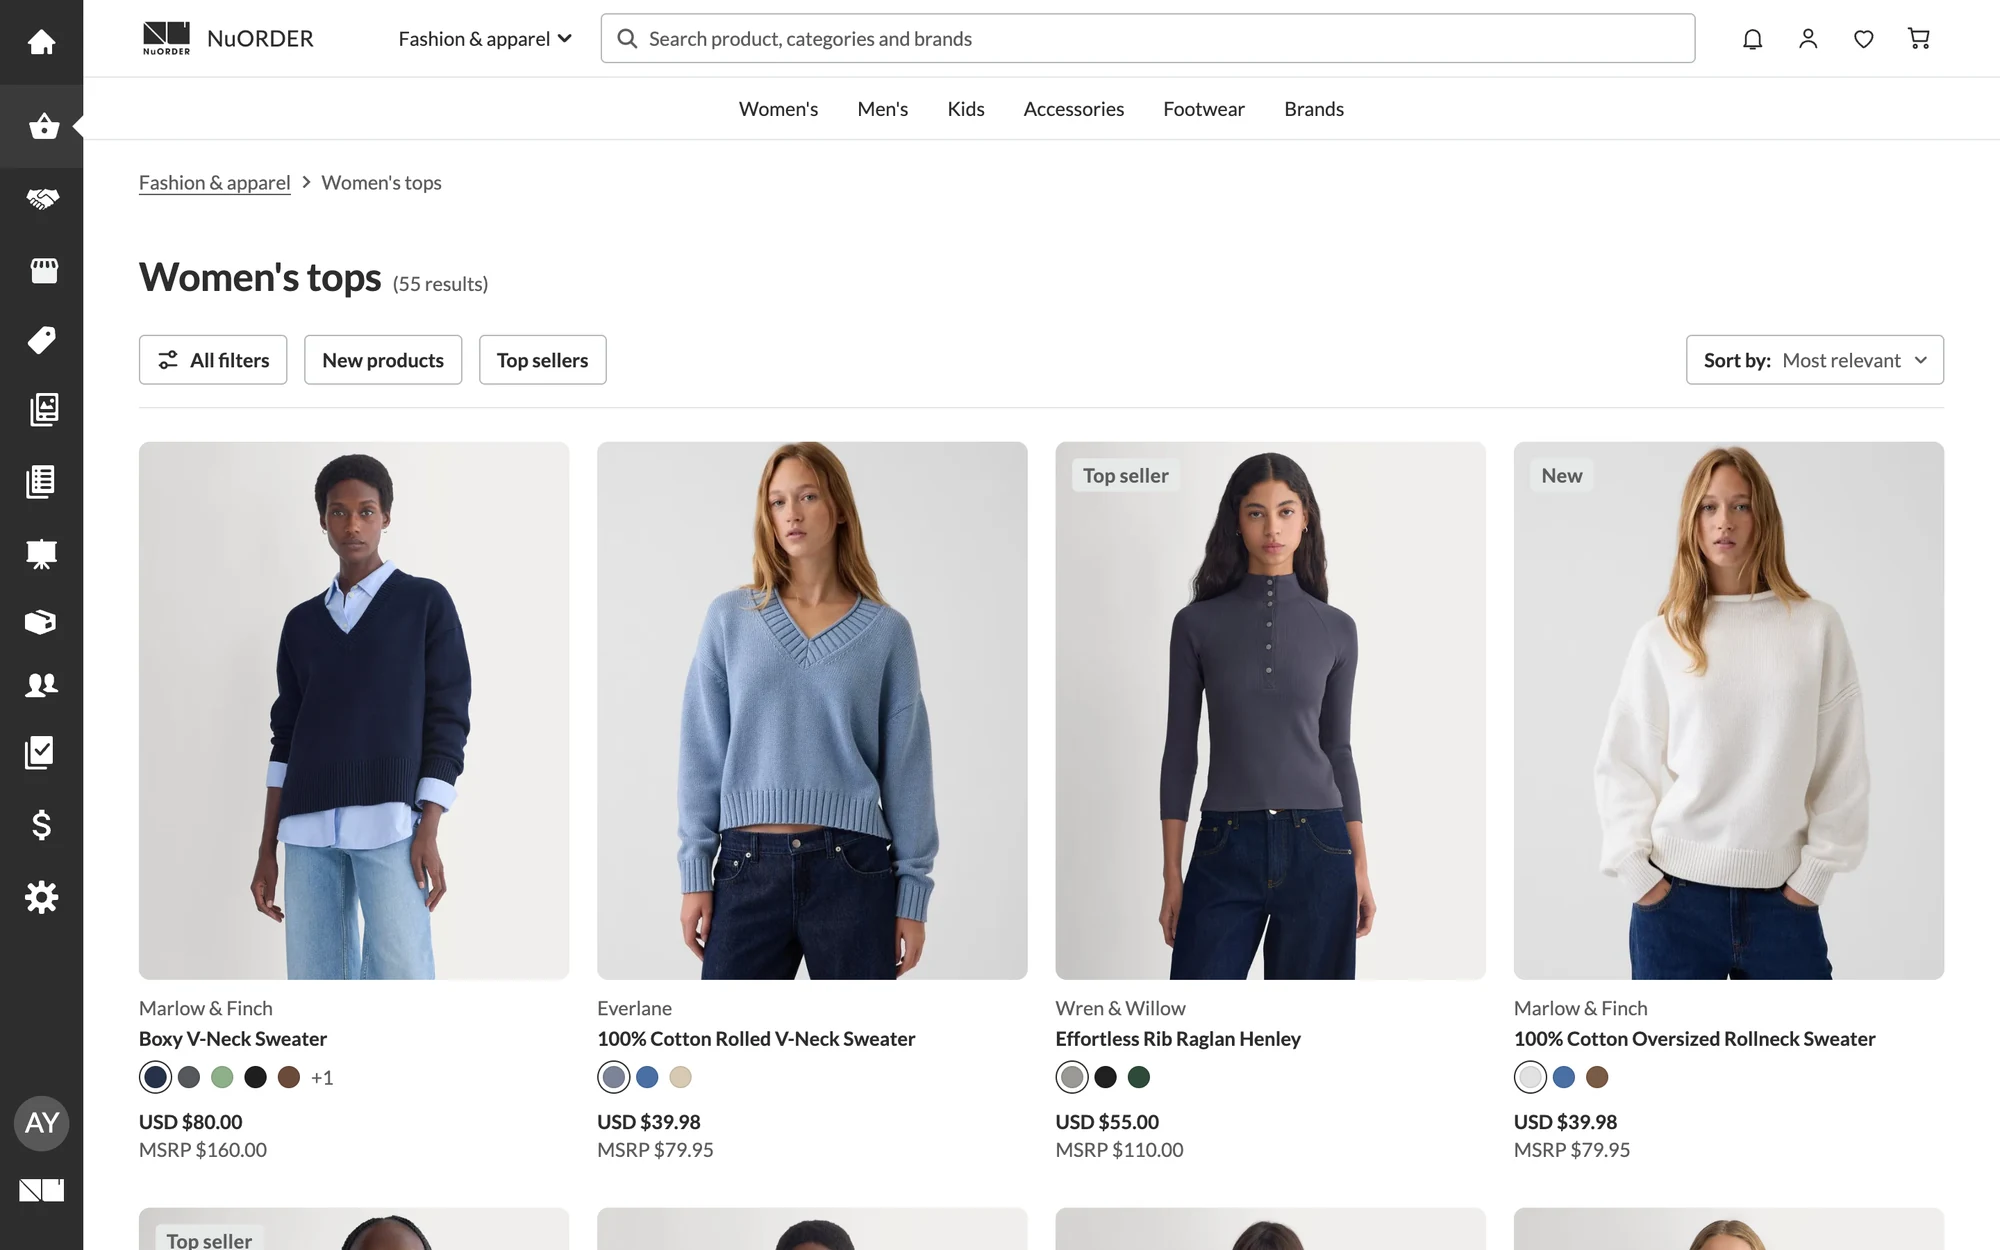 NuORDER
NuORDER
Fashion & apparel
Search product, categories and brands
Women's
Men's
Kids
Accessories
Footwear
Brands
Fashion & apparel > Women's tops
Women's tops (55 results)
All filters
New products
Top sellers
Sort by: Most relevant
Top seller
New
Marlow & Finch
Boxy V-Neck Sweater
+1
USD $80.00
MSRP $160.00
Everlane
100% Cotton Rolled V-Neck Sweater
USD $39.98
MSRP $79.95
Wren & Willow
Effortless Rib Raglan Henley
USD $55.00
MSRP $110.00
Marlow & Finch
100% Cotton Oversized Rollneck Sweater
USD $39.98
MSRP $79.95
AY
Top seller